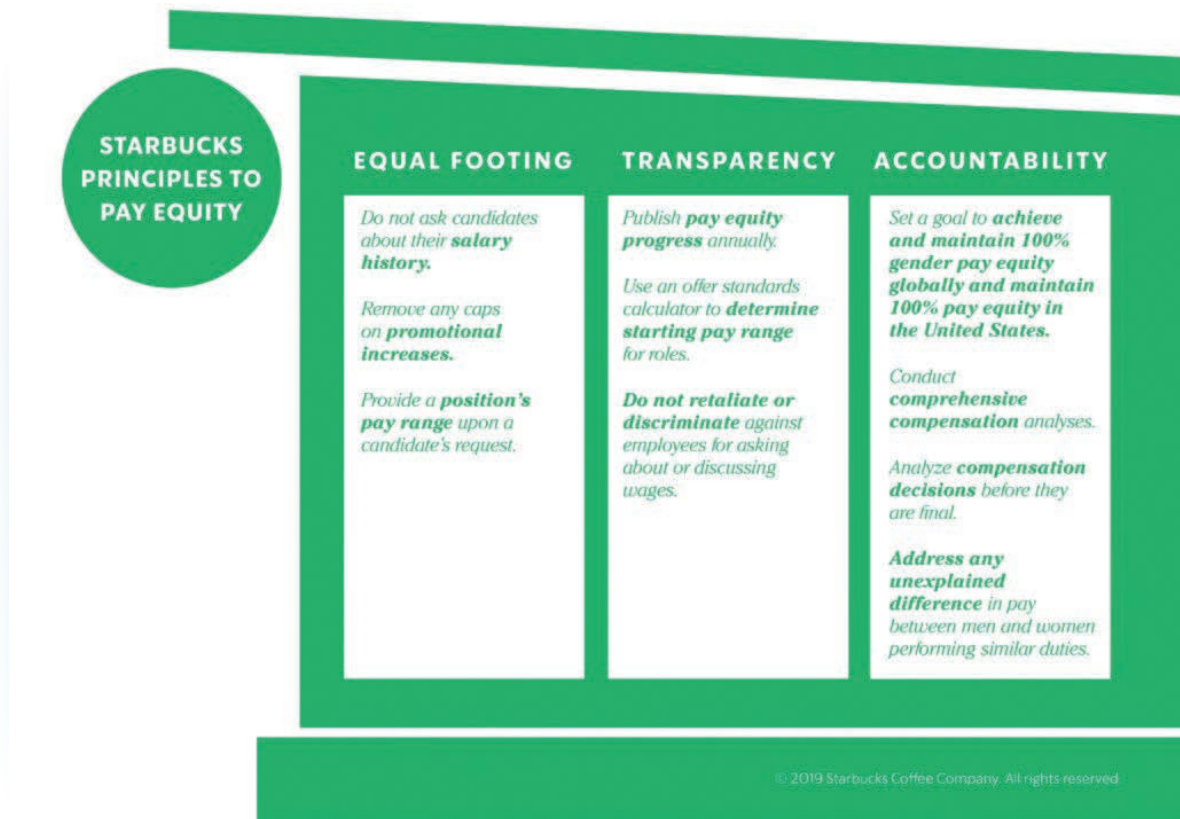 STARBUCKS
PRINCIPLES TO
PAY EQUITY
EQUAL FOOTING
Do not ask candidates
about their salary
history.
Remove any caps
on promotional
increases.
Provide a position's
pay range upon a
candidate's request.
TRANSPARENCY
Publish pay equity
progress annually.
Use an offer standards
calculator to determine
starting pay range
for roles.
Do not retaliate or
discriminate against
employees for asking
about or discussing
wages.
ACCOUNTABILITY
Set a goal to achieve
and maintain 100%
gender pay equity
globally and maintain
100% pay equity in
the United States.
Conduct
comprehensive
compensation analyses.
Analyze compensation
decisions before they
are final.
Address any
unexplained
difference in pay
between men and women
performing similar duties.
© 2019 Starbucks Coffee Company. All rights reserved